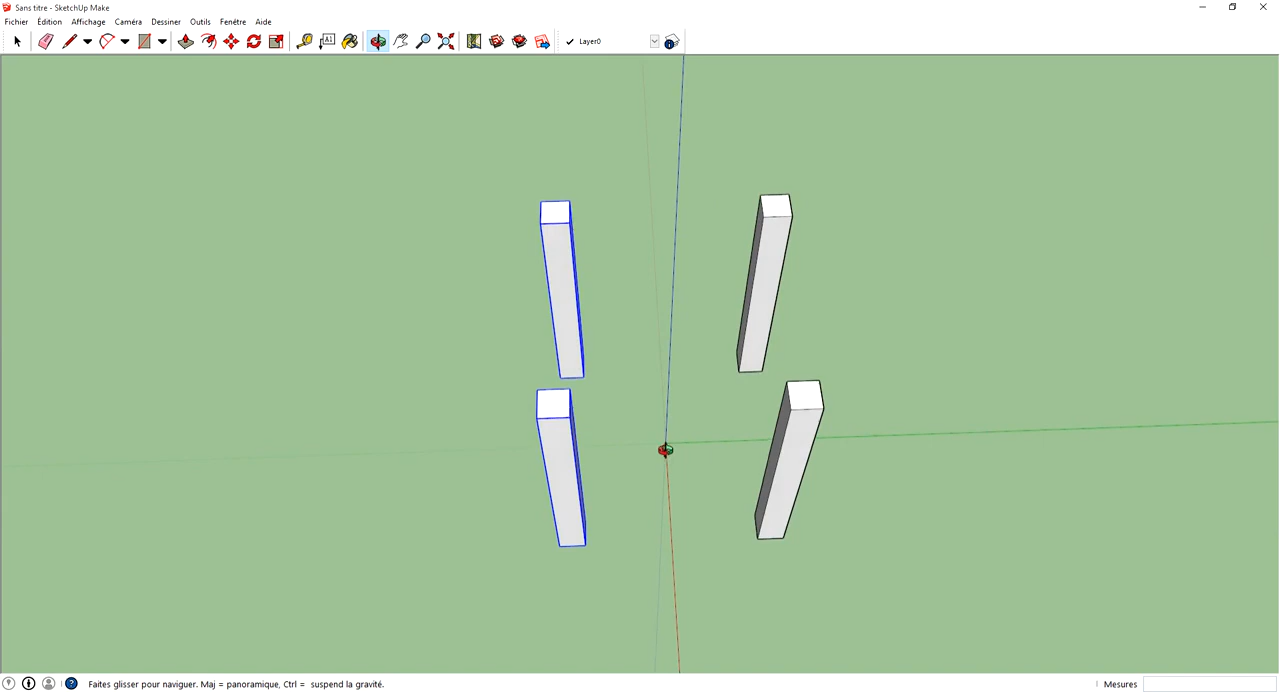 Sans titre - SketchUp Make
Fichier Édition Affichage Caméra Dessiner Outils Fenêtre Aide
A1 Layer0
Faites glisser pour naviguer. Maj = panoramique, Ctrl = suspend la gravité. Mesures